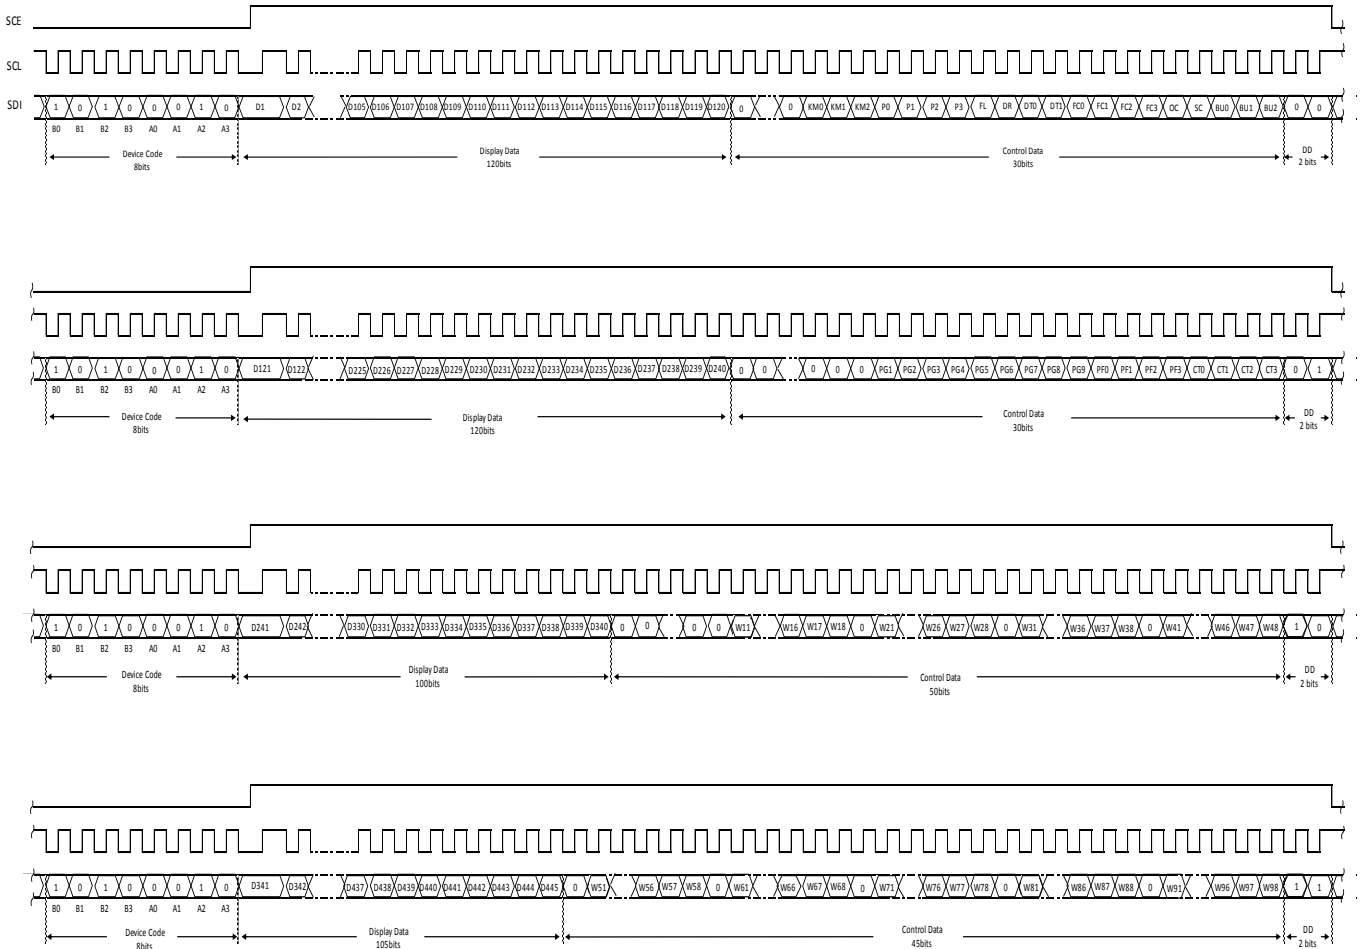 SCE
SCL
SDI
1 0 1 0 0 0 1 0 D1 D2 D105 D106 D107 D108 D109 D110 D111 D112 D113 D114 D115 D116 D117 D118 D119 D120 0 0 KM0 KM1 KM2 P0 P1 P2 P3 FL DR DT0 DT1 FC0 FC1 FC2 FC3 OC SC BU0 BU1 BU2 0 0
B0 B1 B2 B3 A0 A1 A2 A3
Device Code Display Data Control Data DD
8bits 120bits 30bits 2 bits
1 0 1 0 0 0 1 0 D121 D122 D225 D226 D227 D228 D229 D230 D231 D232 D233 D234 D235 D236 D237 D238 D239 D240 0 0 0 0 0 PG1 PG2 PG3 PG4 PG5 PG6 PG7 PG8 PG9 PF0 PF1 PF2 PF3 CT0 CT1 CT2 CT3 0 1
B0 B1 B2 B3 A0 A1 A2 A3
Device Code Display Data Control Data DD
8bits 120bits 30bits 2 bits
1 0 1 0 0 0 1 0 D241 D242 D330 D331 D332 D333 D334 D335 D336 D337 D338 D339 D340 0 0 0 0 W11 W16 W17 W18 0 W21 W26 W27 W28 0 W31 W36 W37 W38 0 W41 W46 W47 W48 1 0
B0 B1 B2 B3 A0 A1 A2 A3
Device Code Display Data Control Data DD
8bits 100bits 50bits 2 bits
1 0 1 0 0 0 1 0 D341 D342 D437 D438 D439 D440 D441 D442 D443 D444 D445 0 W51 W56 W57 W58 0 W61 W66 W67 W68 0 W71 W76 W77 W78 0 W81 W86 W87 W88 0 W91 W96 W97 W98 1 1
B0 B1 B2 B3 A0 A1 A2 A3
Device Code Display Data Control Data DD
8bits 105bits 45bits 2 bits